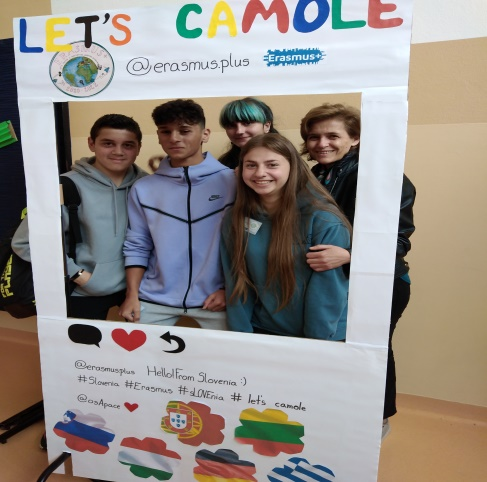 LET'S CAMOLE
@erasmus.plus Erasmus+
@erasmusplus Hello! From Slovenia :)
#Slovenia #Erasmus #sLOVEnia # let's camole
@cisApace